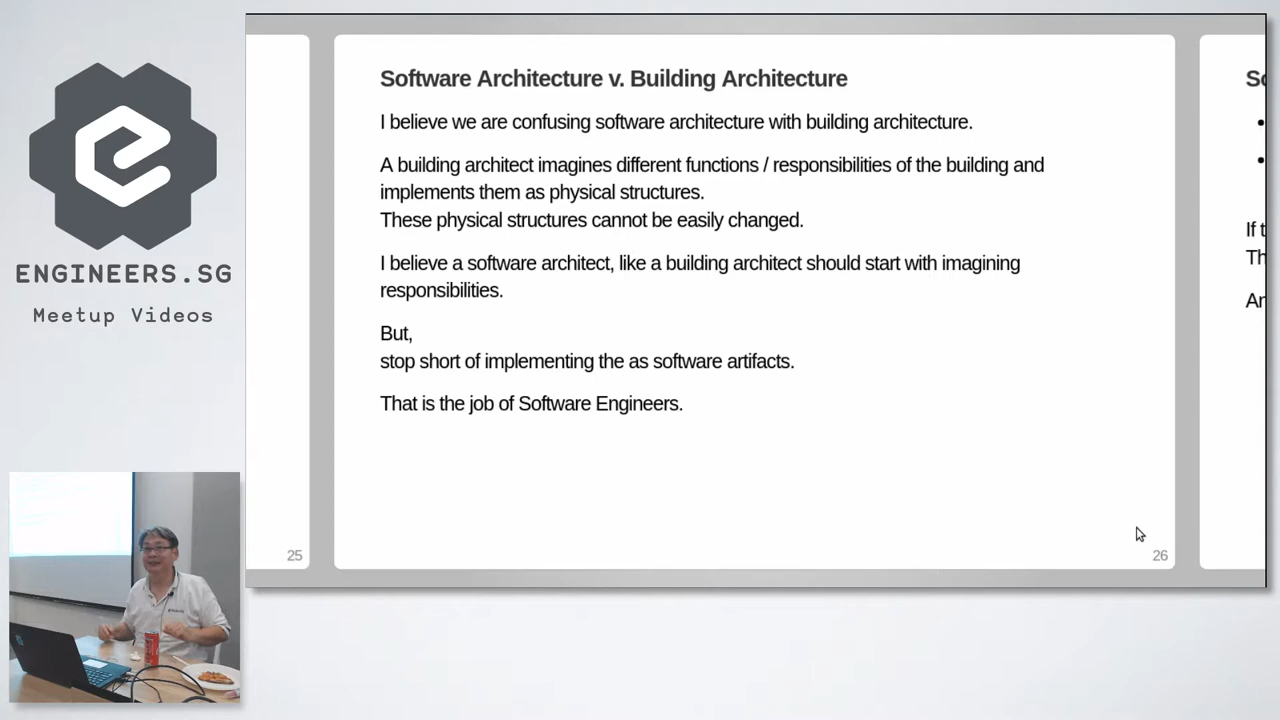 ENGINEERS.SG
Meetup Videos
25
Software Architecture v. Building Architecture
I believe we are confusing software architecture with building architecture.
A building architect imagines different functions / responsibilities of the building and
implements them as physical structures.
These physical structures cannot be easily changed.
I believe a software architect, like a building architect should start with imagining
responsibilities.
But,
stop short of implementing the as software artifacts.
That is the job of Software Engineers.
26